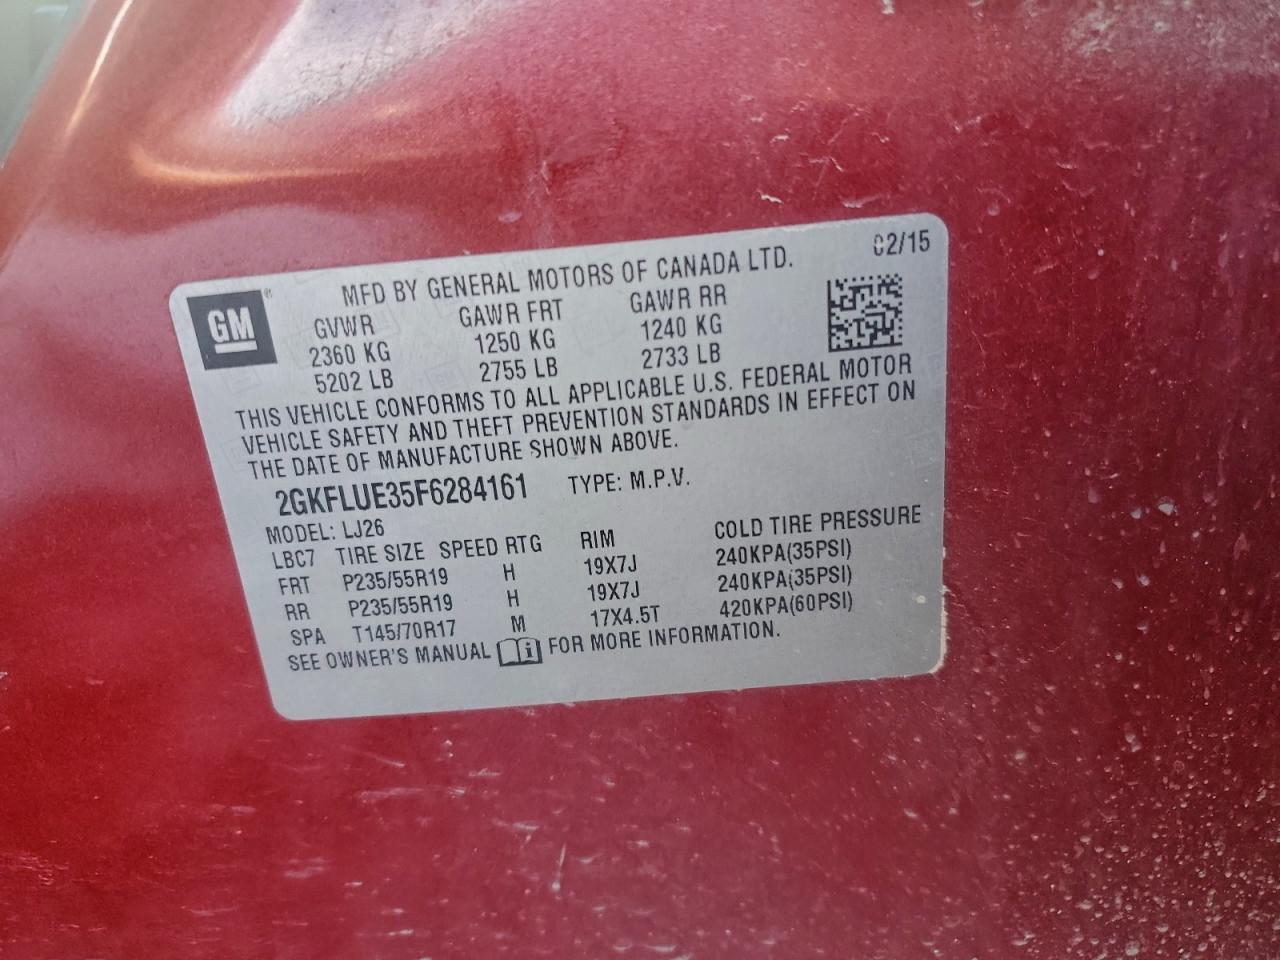 02/15
MFD BY GENERAL MOTORS OF CANADA LTD.
GM ®
GVWR GAWR FRT GAWR RR
2360 KG 1250 KG 1240 KG
5202 LB 2755 LB 2733 LB
THIS VEHICLE CONFORMS TO ALL APPLICABLE U.S. FEDERAL MOTOR
VEHICLE SAFETY AND THEFT PREVENTION STANDARDS IN EFFECT ON
THE DATE OF MANUFACTURE SHOWN ABOVE.
2GKFLUE35F6284161 TYPE: M.P.V.
MODEL: LJ26
LBC7 TIRE SIZE SPEED RTG RIM COLD TIRE PRESSURE
FRT P235/55R19 H 19X7J 240KPA(35PSI)
RR P235/55R19 H 19X7J 240KPA(35PSI)
SPA T145/70R17 M 17X4.5T 420KPA(60PSI)
SEE OWNER'S MANUAL i FOR MORE INFORMATION.